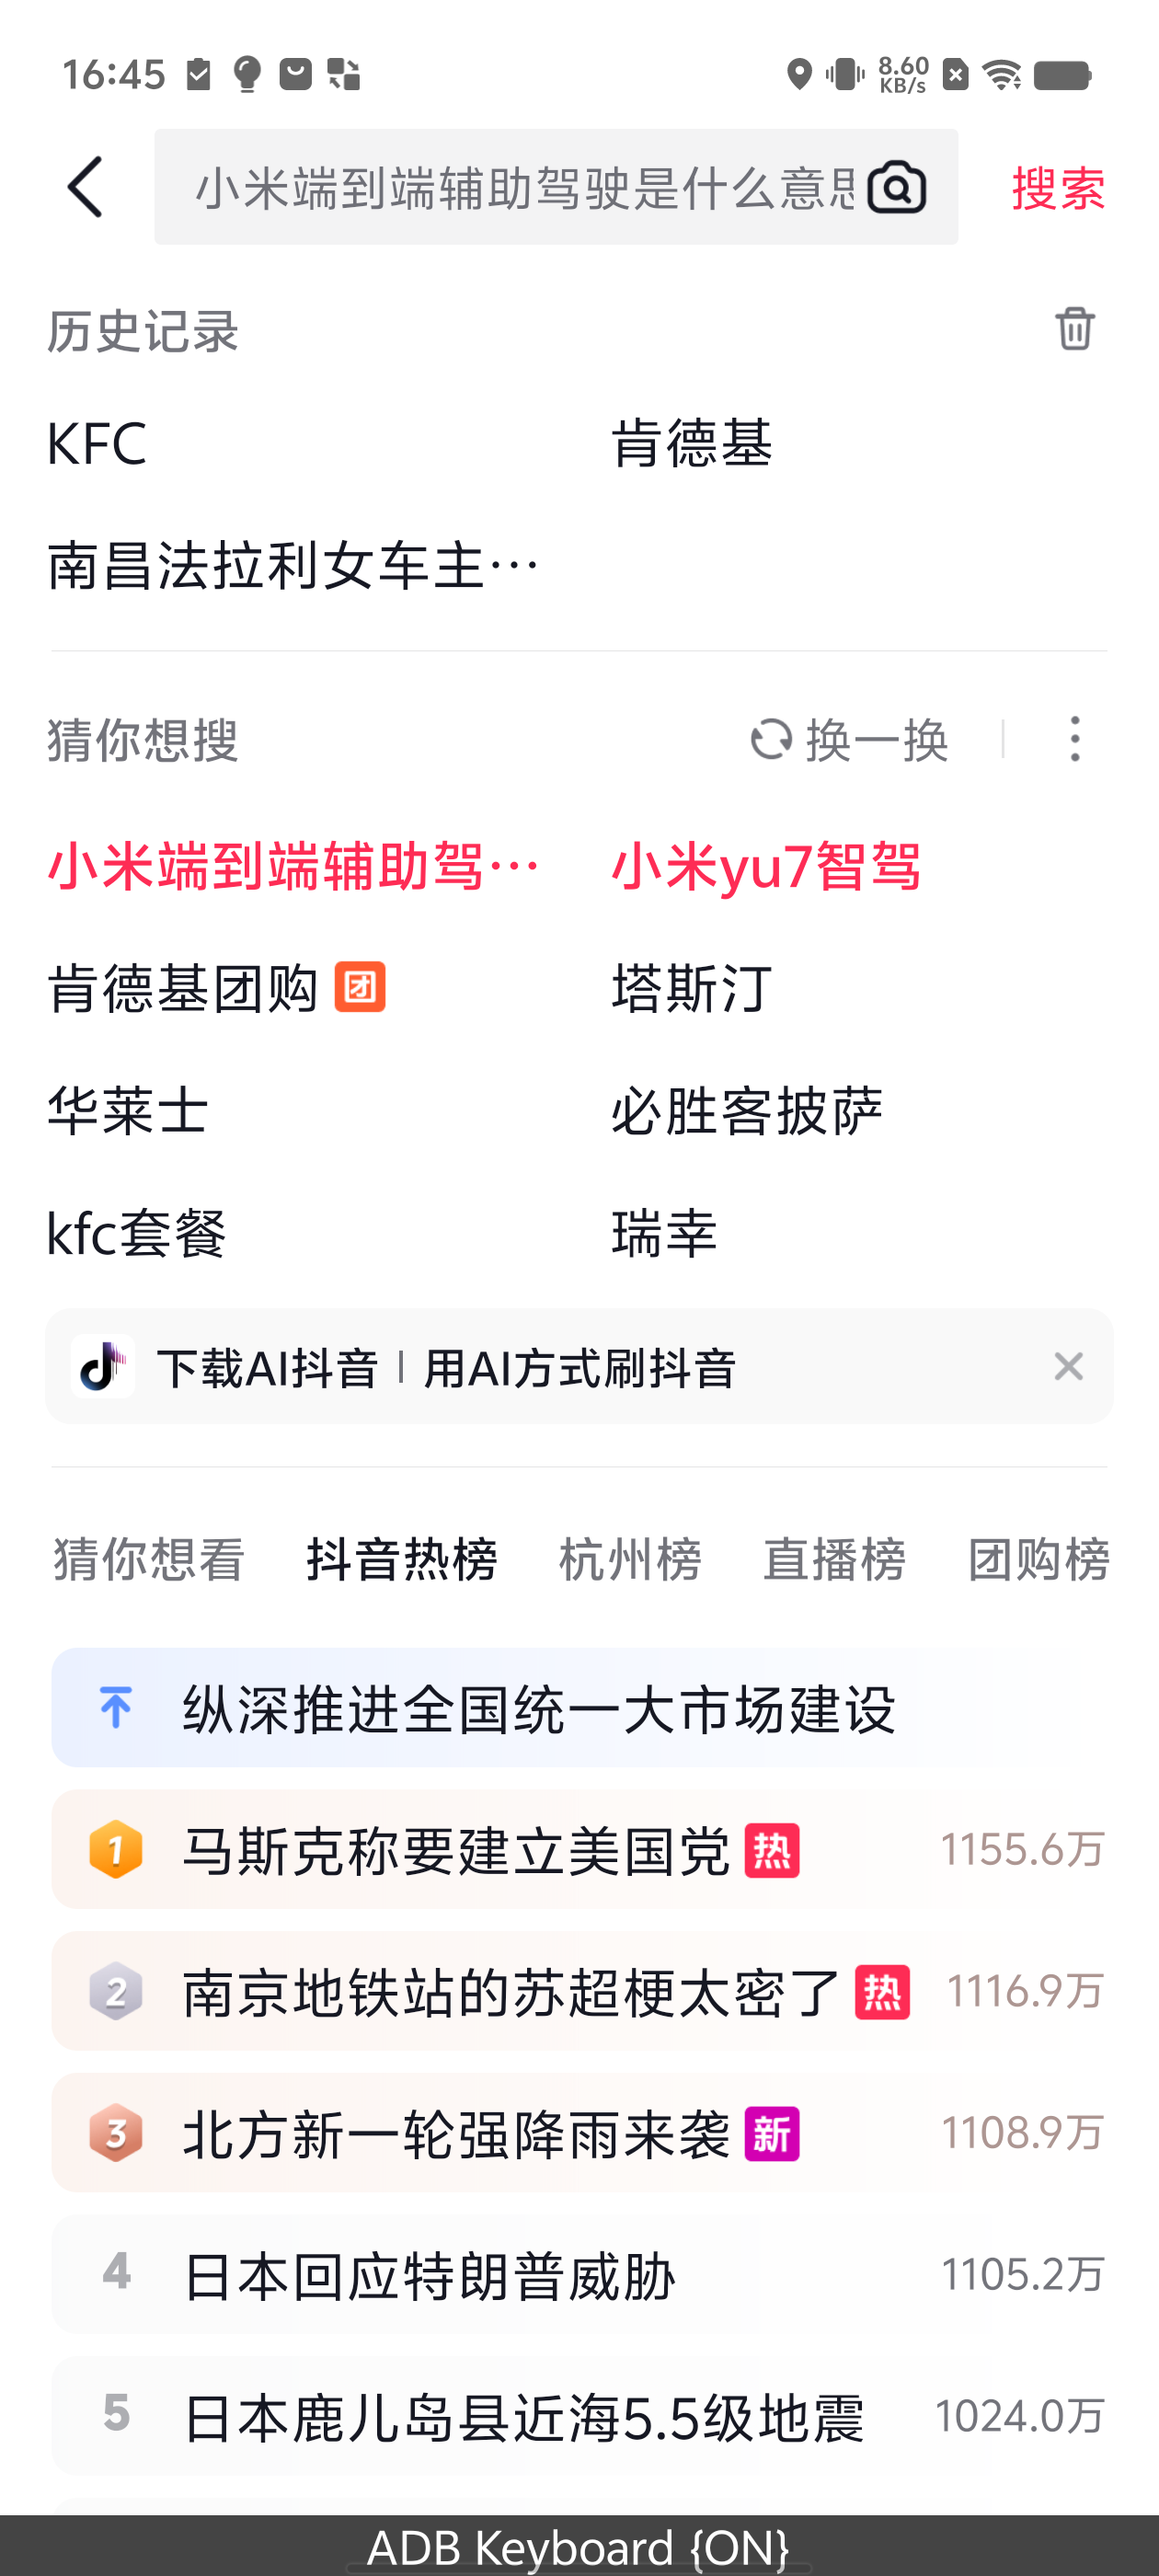 16:45
8.60
KB/s
小米端到端辅助驾驶是什么意
搜索
历史记录
KFC
肯德基
南昌法拉利女车主…
猜你想搜
换一换
小米端到端辅助驾…
小米yu7智驾
肯德基团购 团
塔斯汀
华莱士
必胜客披萨
kfc套餐
瑞幸
下载AI抖音 | 用AI方式刷抖音
猜你想看 抖音热榜 杭州榜 直播榜 团购榜
纵深推进全国统一大市场建设
1 马斯克称要建立美国党 热 1155.6万
2 南京地铁站的苏超梗太密了 热 1116.9万
3 北方新一轮强降雨来袭 新 1108.9万
4 日本回应特朗普威胁 1105.2万
5 日本鹿儿岛县近海5.5级地震 1024.0万
ADB Keyboard {ON}